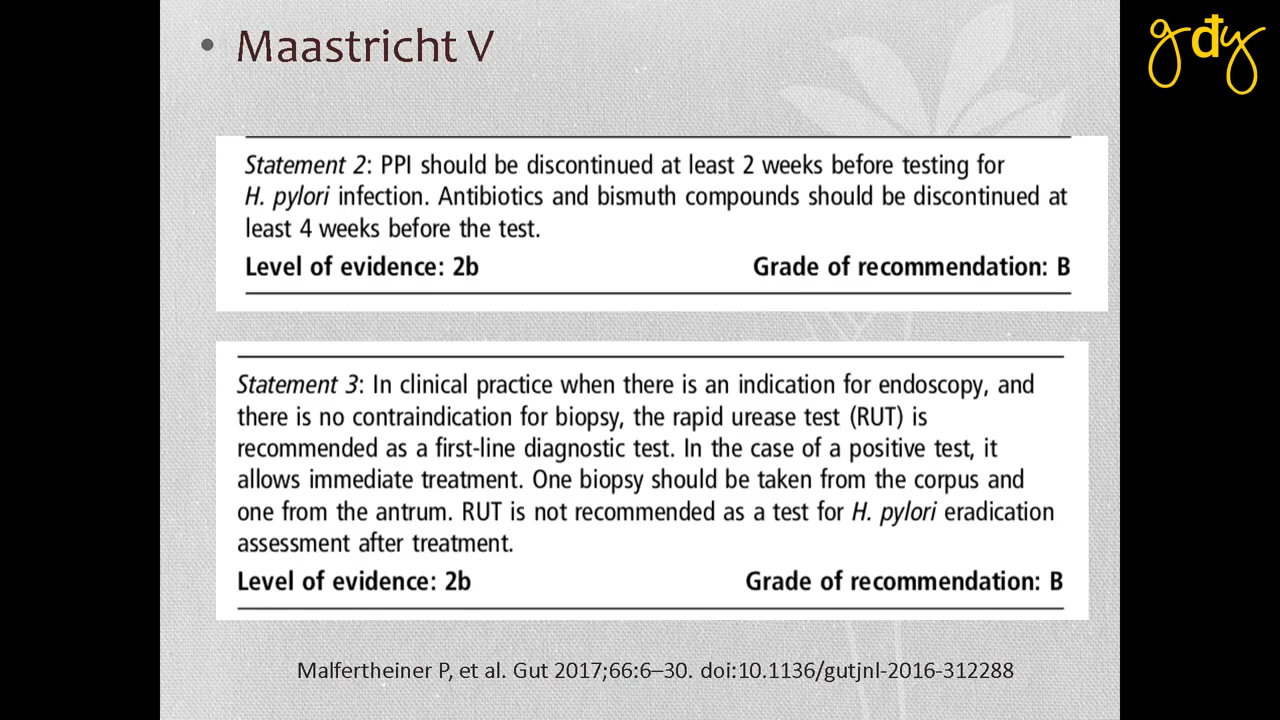 • Maastricht V
gdy
Statement 2: PPI should be discontinued at least 2 weeks before testing for
H. pylori infection. Antibiotics and bismuth compounds should be discontinued at
least 4 weeks before the test.
Level of evidence: 2b Grade of recommendation: B
Statement 3: In clinical practice when there is an indication for endoscopy, and
there is no contraindication for biopsy, the rapid urease test (RUT) is
recommended as a first-line diagnostic test. In the case of a positive test, it
allows immediate treatment. One biopsy should be taken from the corpus and
one from the antrum. RUT is not recommended as a test for H. pylori eradication
assessment after treatment.
Level of evidence: 2b Grade of recommendation: B
Malfertheiner P, et al. Gut 2017;66:6–30. doi:10.1136/gutjnl-2016-312288